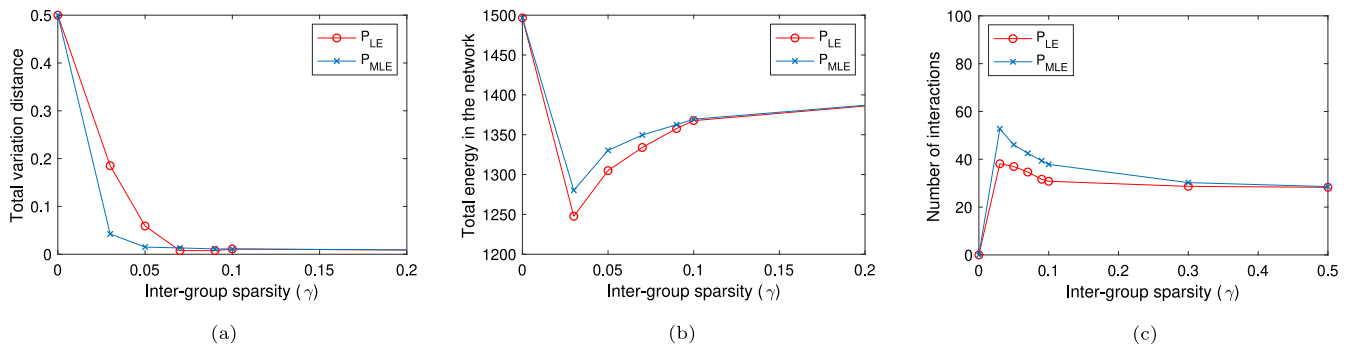 Total variation distance
0.5
0.4
0.3
0.2
0.1
0
0
0.05
0.1
0.15
0.2
Inter-group sparsity (γ)
P_LE
P_MLE
(a)
Total energy in the network
1500
1450
1400
1350
1300
1250
1200
0
0.05
0.1
0.15
0.2
Inter-group sparsity (γ)
P_LE
P_MLE
(b)
Number of interactions
100
80
60
40
20
0
0
0.1
0.2
0.3
0.4
0.5
Inter-group sparsity (γ)
P_LE
P_MLE
(c)